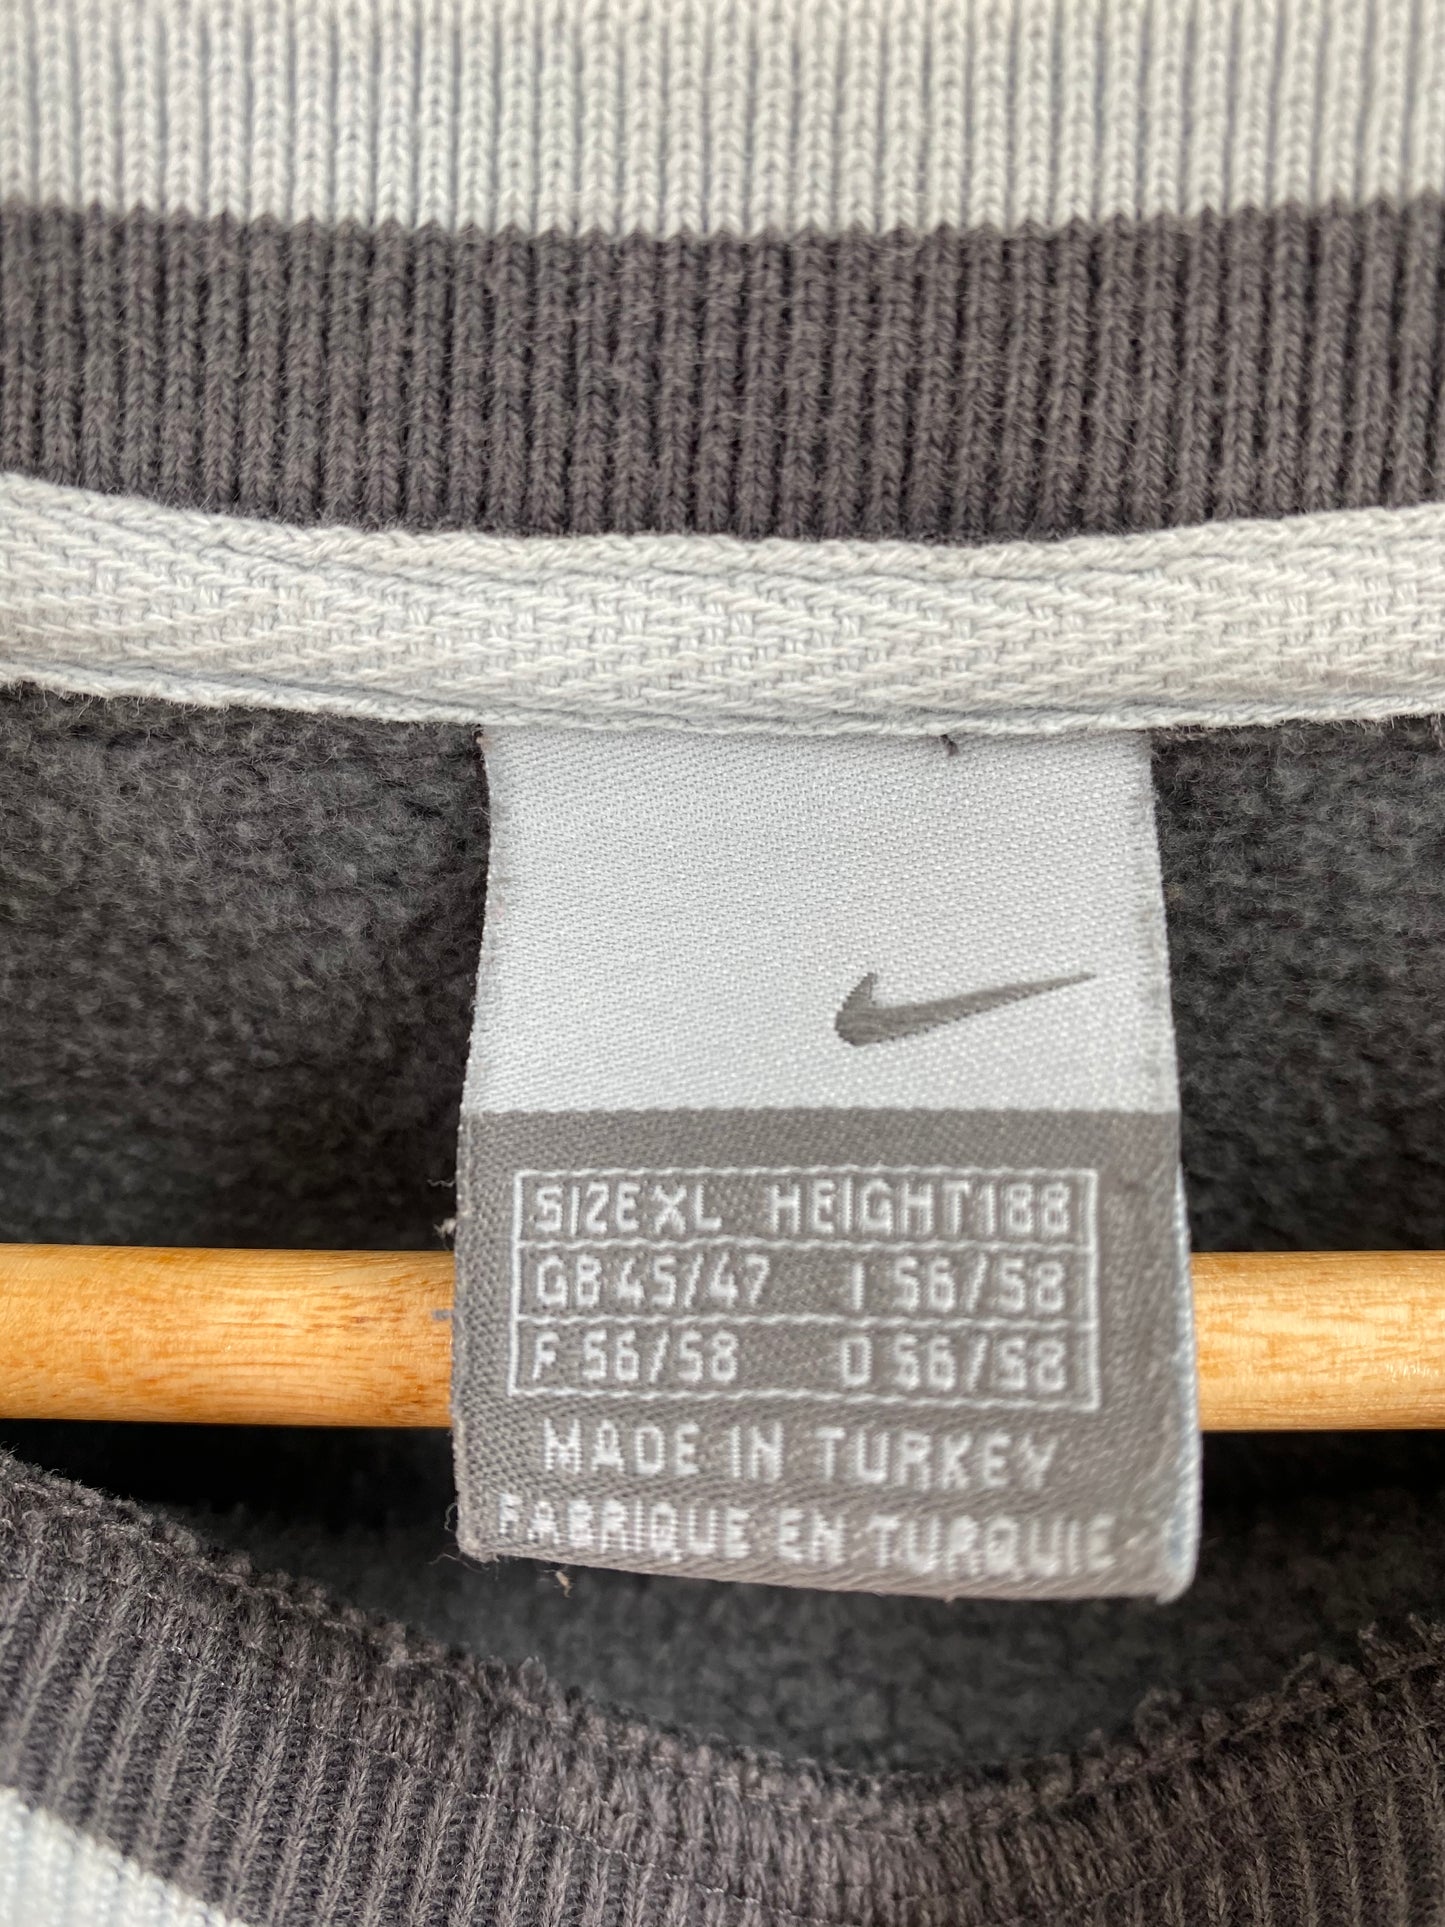 SIZE XL HEIGHT 188
GB 45/47 I 56/58
F 56/58 D 56/58
MADE IN TURKEY
FABRIQUE EN TURQUIE